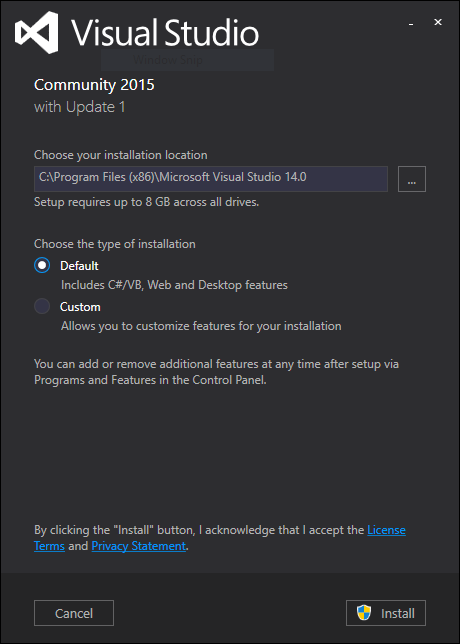 Visual Studio
Community 2015
with Update 1
Choose your installation location
C:\Program Files (x86)\Microsoft Visual Studio 14.0
...
Setup requires up to 8 GB across all drives.
Choose the type of installation
Default
Includes C#/VB, Web and Desktop features
Custom
Allows you to customize features for your installation
You can add or remove additional features at any time after setup via
Programs and Features in the Control Panel.
By clicking the "Install" button, I acknowledge that I accept the License
Terms and Privacy Statement.
Cancel
Install